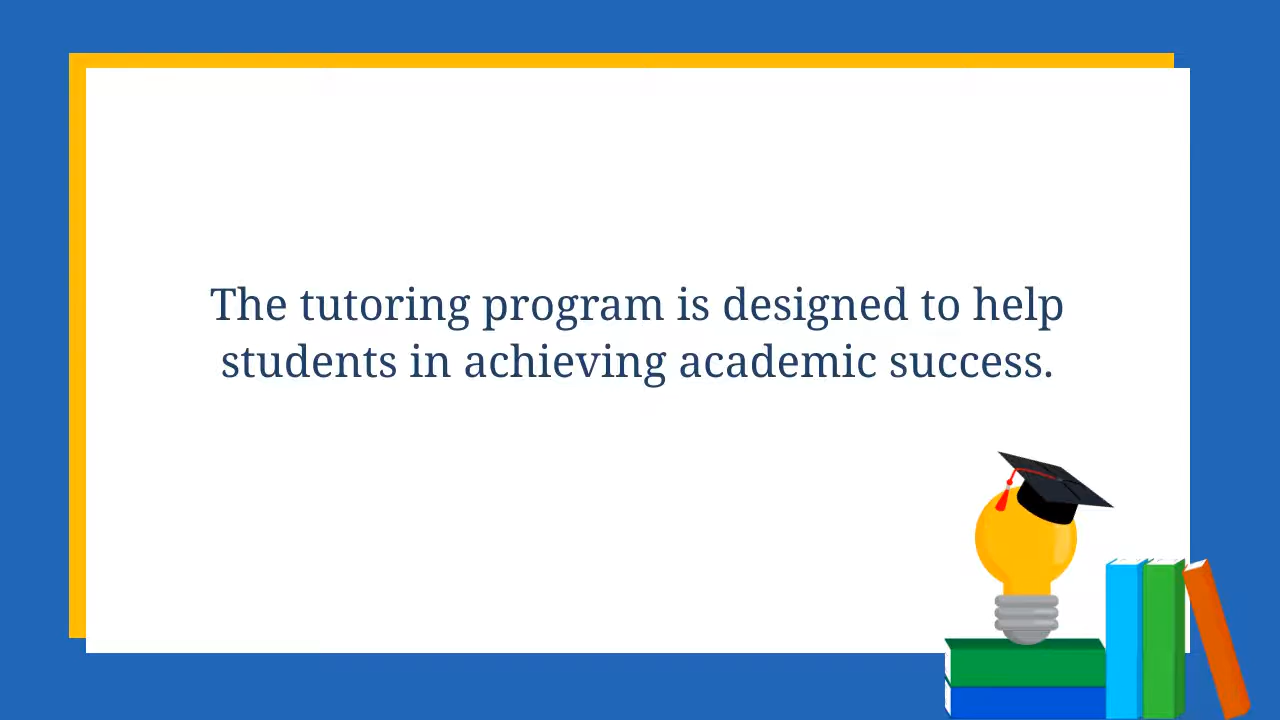 The tutoring program is designed to help
students in achieving academic success.